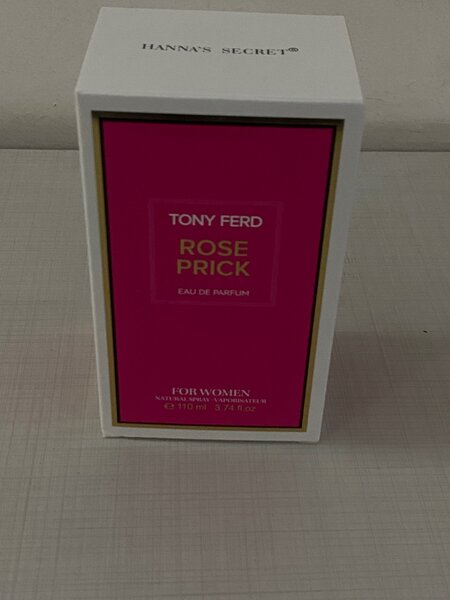 HANNA'S SECRET®
TONY FERD
ROSE
PRICK
EAU DE PARFUM
FOR WOMEN
NATURAL SPRAY-VAPORISATEUR
℮ 110 ml 3.74 fl.oz